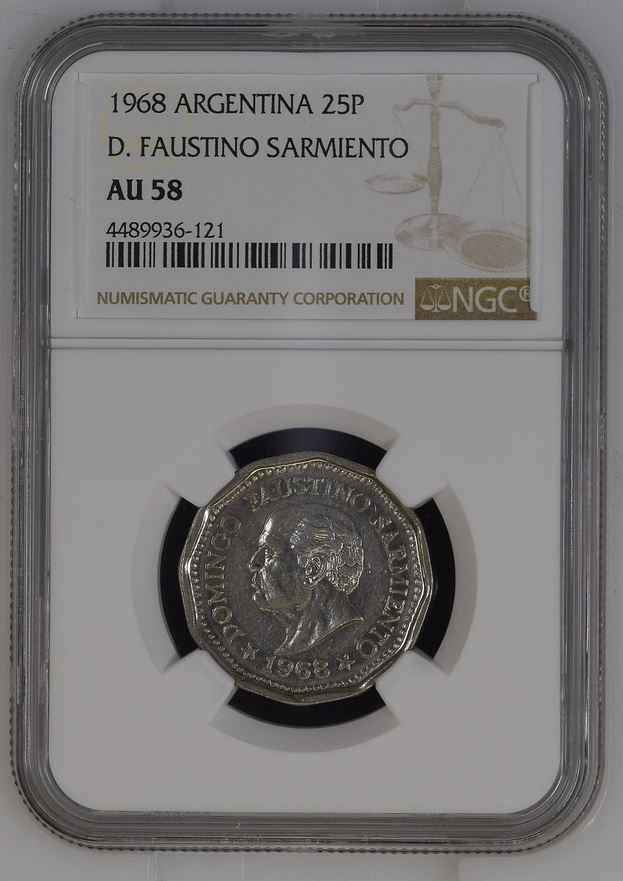 1968 ARGENTINA 25P
D. FAUSTINO SARMIENTO
AU 58
4489936-121
NUMISMATIC GUARANTY CORPORATION
NGC®
DOMINGO FAUSTINO SARMIENTO
★ 1968 ★